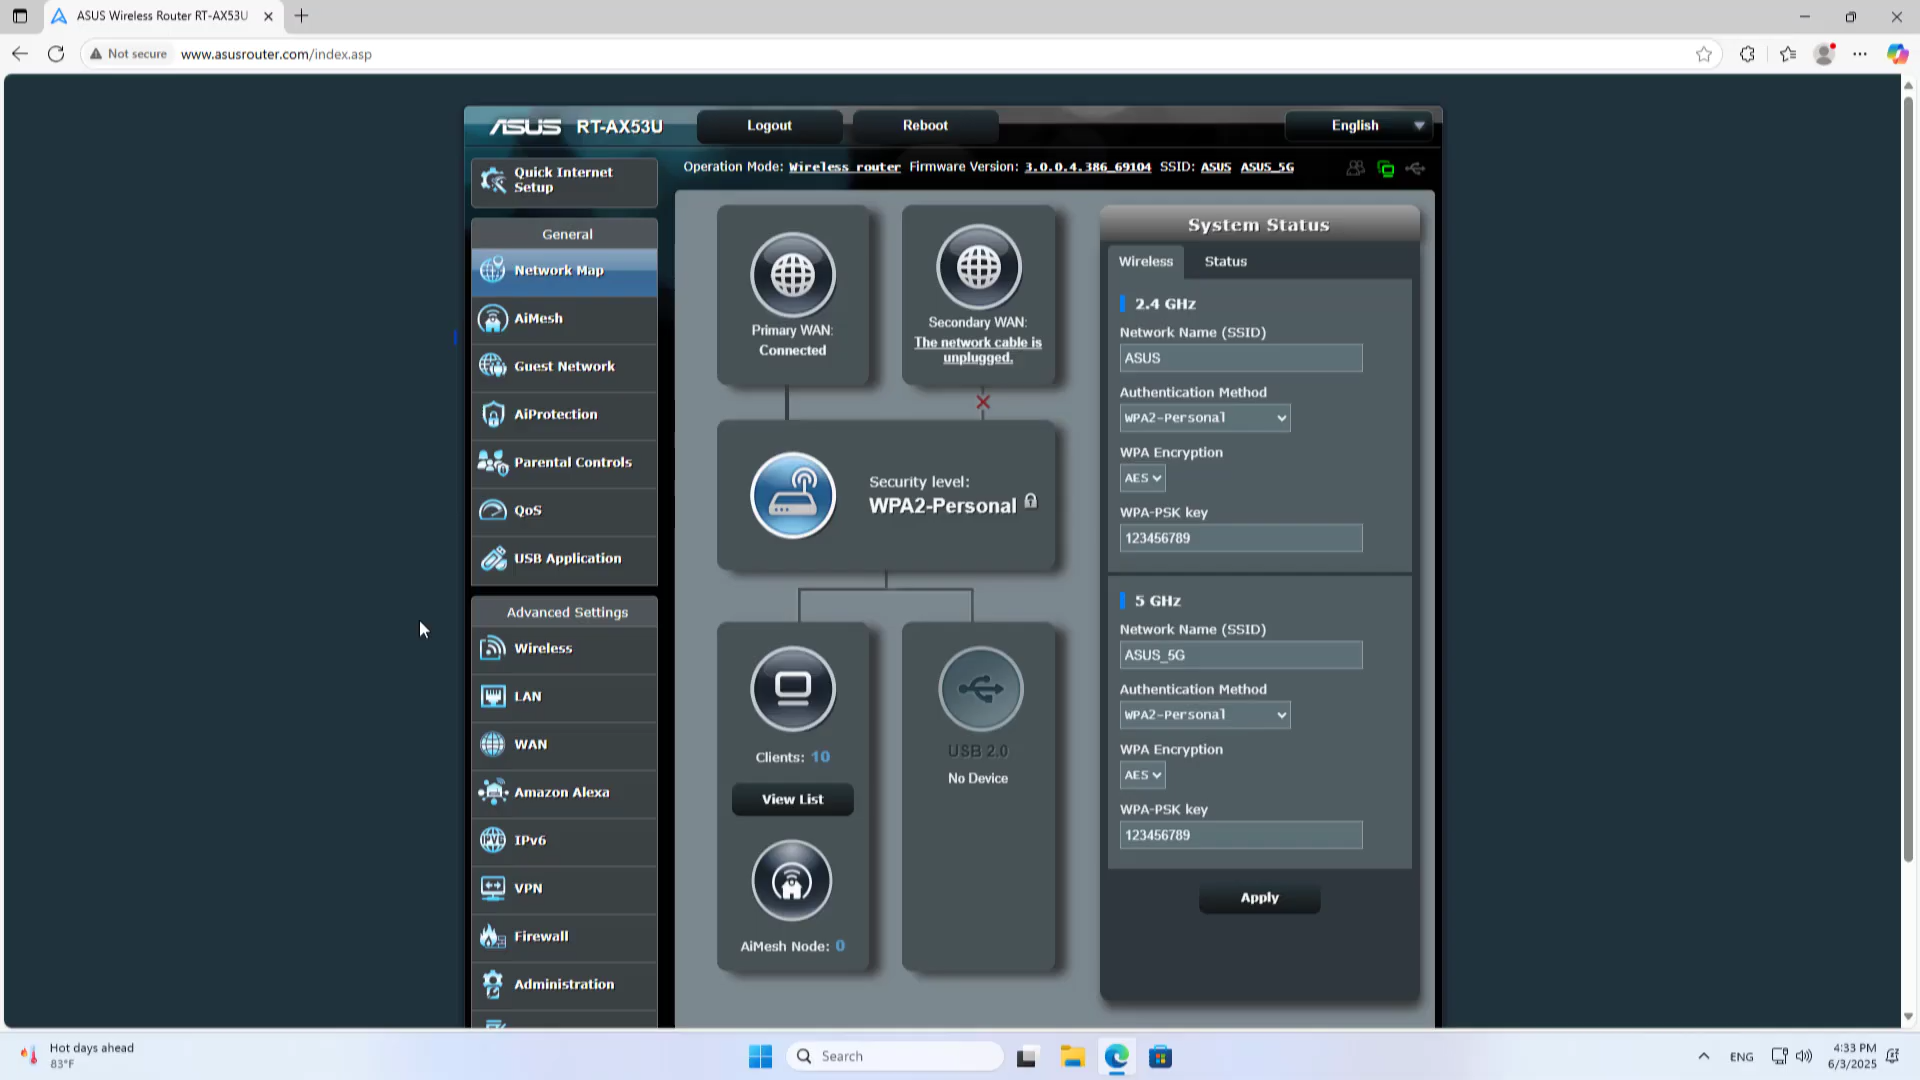 ASUS Wireless Router RT-AX53U
Not secure
www.asusrouter.com/index.asp
ASUS RT-AX53U
Logout
Reboot
English
Operation Mode: Wireless router Firmware Version: 3.0.0.4.386_69104 SSID: ASUS ASUS_5G
Quick Internet
Setup
General
Network Map
AiMesh
Guest Network
AiProtection
Parental Controls
QoS
USB Application
Advanced Settings
Wireless
LAN
WAN
Amazon Alexa
IPv6
VPN
Firewall
Administration
Primary WAN:
Connected
Secondary WAN:
The network cable is
unplugged.
Security level:
WPA2-Personal
Clients: 10
View List
AiMesh Node: 0
USB 2.0
No Device
System Status
Wireless
Status
2.4 GHz
Network Name (SSID)
ASUS
Authentication Method
WPA2-Personal
WPA Encryption
AES
WPA-PSK key
123456789
5 GHz
Network Name (SSID)
ASUS_5G
Authentication Method
WPA2-Personal
WPA Encryption
AES
WPA-PSK key
123456789
Apply
Hot days ahead
83°F
Search
ENG
4:33 PM
6/3/2025